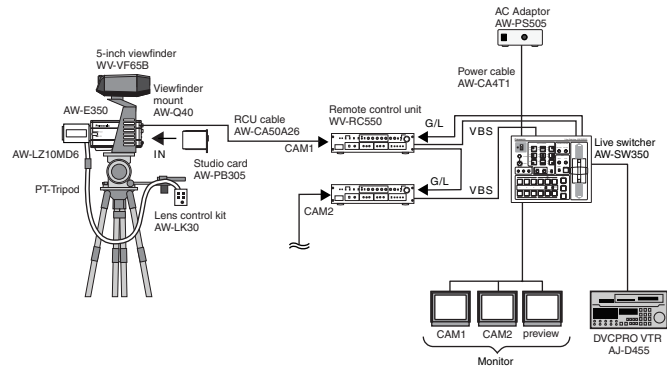 AC Adaptor
AW-PS505
5-inch viewfinder
WV-VF65B
Viewfinder
mount
AW-Q40
Power cable
AW-CA4T1
AW-E350
RCU cable
AW-CA50A26
Remote control unit
WV-RC550
G/L
VBS
CAM1
IN
Live switcher
AW-SW350
AW-LZ10MD6
Studio card
AW-PB305
PT-Tripod
G/L
VBS
Lens control kit
AW-LK30
CAM2
CAM1
CAM2
preview
DVCPRO VTR
AJ-D455
Monitor